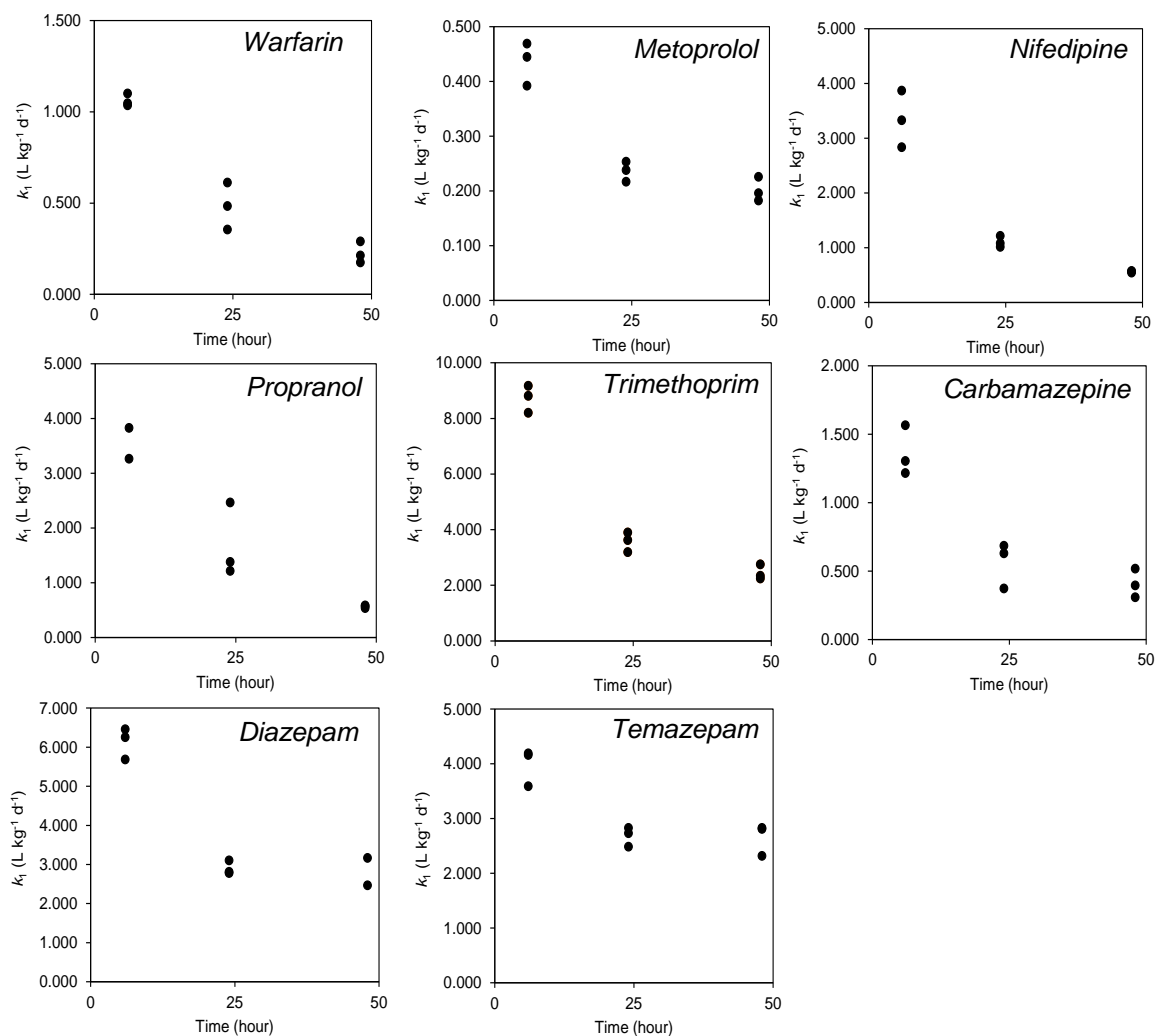 Warfarin
1.500
1.000
0.500
0.000
k1 (L kg-1 d-1)
0 25 50
Time (hour)
Metoprolol
0.500
0.400
0.300
0.200
0.100
0.000
k1 (L kg-1 d-1)
0 25 50
Time (hour)
Nifedipine
5.000
4.000
3.000
2.000
1.000
0.000
k1 (L kg-1 d-1)
0 25 50
Time (hour)
Propranol
5.000
4.000
3.000
2.000
1.000
0.000
k1 (L kg-1 d-1)
0 25 50
Time (hour)
Trimethoprim
10.000
8.000
6.000
4.000
2.000
0.000
k1 (L kg-1 d-1)
0 25 50
Time (hour)
Carbamazepine
2.000
1.500
1.000
0.500
0.000
k1 (L kg-1 d-1)
0 25 50
Time (hour)
Diazepam
7.000
6.000
5.000
4.000
3.000
2.000
1.000
0.000
k1 (L kg-1 d-1)
0 25 50
Time (hour)
Temazepam
5.000
4.000
3.000
2.000
1.000
0.000
k1 (L kg-1 d-1)
0 25 50
Time (hour)